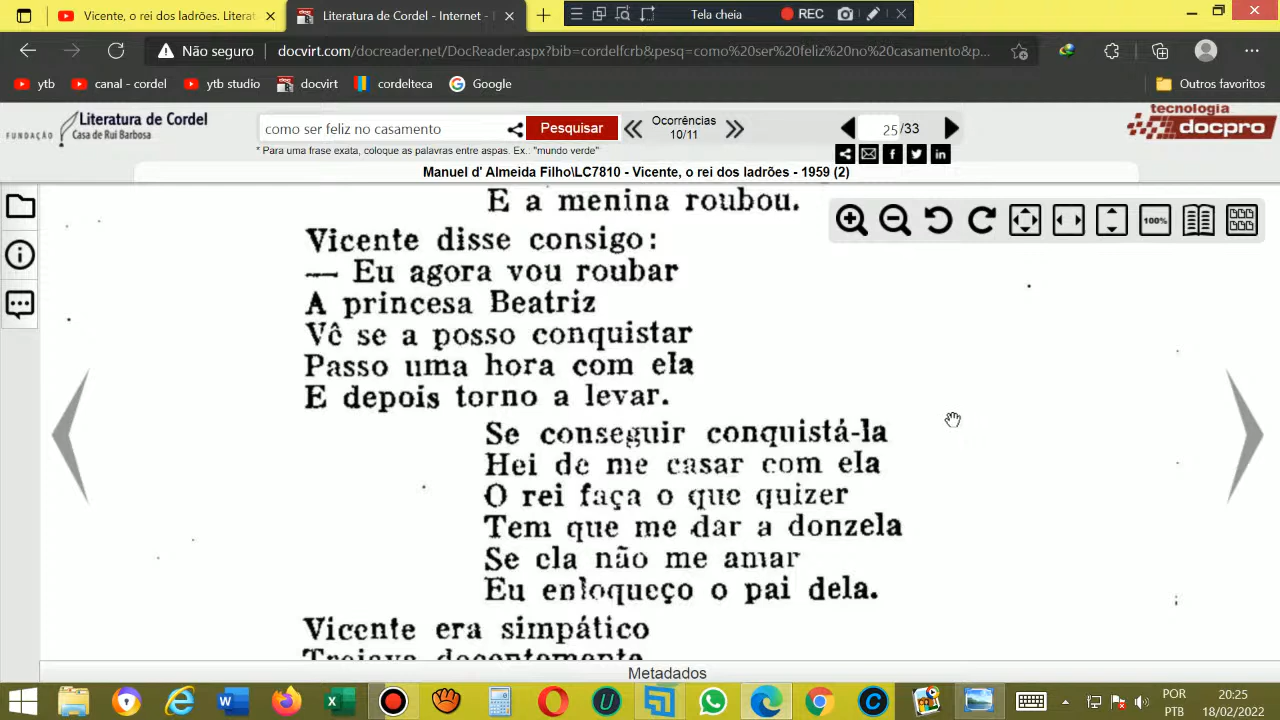 Vicente, o rei dos ladrões. Literat
Literatura de Cordel - Internet - I
Tela cheia
REC
Não seguro
docvirt.com/docreader.net/DocReader.aspx?bib=cordelfcrb&pesq=como%20ser%20feliz%20no%20casamento&p...
ytb
canal - cordel
ytb studio
docvirt
cordelteca
Google
Outros favoritos
FUNDAÇÃO
Literatura de Cordel
Casa de Rui Barbosa
como ser feliz no casamento
Pesquisar
Ocorrências
10/11
25 /33
tecnologia
docpro
* Para uma frase exata, coloque as palavras entre aspas. Ex.: "mundo verde"
Manuel d' Almeida Filho\LC7810 - Vicente, o rei dos ladrões - 1959 (2)
100%
E a menina roubou.
Vicente disse consigo:
— Eu agora vou roubar
A princesa Beatriz
Vê se a posso conquistar
Passo uma hora com ela
E depois torno a levar.
Se conseguir conquistá-la
Hei de me casar com ela
O rei faça o que quizer
Tem que me dar a donzela
Se ela não me amar
Eu enloqueço o pai dela.
Vicente era simpático
Trajava decentemente
Metadados
POR
PTB
20:25
18/02/2022